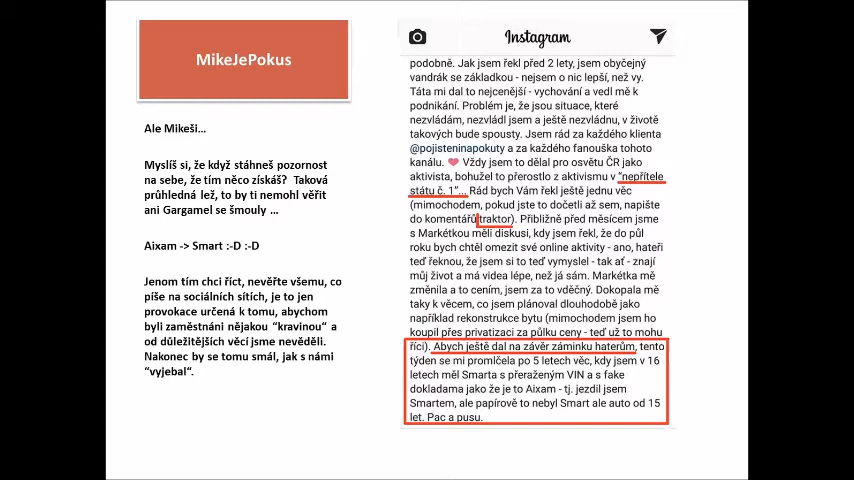 MikeJePokus
Ale Mikeši…
Myslíš si, že když stáhneš pozornost
na sebe, že tím něco získáš?  Taková
průhledná lež, to by ti nemohl věřit
ani Gargamel se šmouly …
Aixam -> Smart :-D :-D
Jenom tím chci říct, nevěřte všemu, co
píše na sociálních sítích, je to jen
provokace určená k tomu, abychom
byli zaměstnáni nějakou “kravinou“ a
od důležitějších věcí jsme nevěděli.
Nakonec by se tomu smál, jak s námi
“vyjebal“.
Instagram
podobně. Jak jsem řekl před 2 lety, jsem obyčejný
vandrák se základkou - nejsem o nic lepší, než vy.
Táta mi dal to nejcenější - vychování a vedl mě k
podnikání. Problém je, že jsou situace, které
nezvládám, nezvládl jsem a ještě nezvládnu, v životě
takových bude spousty. Jsem rád za každého klienta
@pojisteninapokuty a za každého fanouška tohoto
kanálu. ❤ Vždy jsem to dělal pro osvětu ČR jako
aktivista, bohužel to přerostlo z aktivismu v “nepřítele
státu č. 1”... Rád bych Vám řekl ještě jednu věc
(mimochodem, pokud jste to dočetli až sem, napište
do komentářů traktor). Přibližně před měsícem jsme
s Markétkou měli diskusi, kdy jsem řekl, že do půl
roku bych chtěl omezit své online aktivity - ano, hateři
teď řeknou, že jsem si to teď vymyslel - tak ať - znají
můj život a má videa lépe, než já sám. Markétka mě
změnila a to cením, jsem za to vděčný. Dokopala mě
taky k věcem, co jsem plánoval dlouhodobě jako
například rekonstrukce bytu (mimochodem jsem ho
koupil přes privatizaci za půlku ceny - teď už to mohu
říci). Abych ještě dal na závěr záminku haterům, tento
týden se mi promlčela po 5 letech věc, kdy jsem v 16
letech měl Smarta s přeraženým VIN a s fake
dokladama jako že je to Aixam - tj. jezdil jsem
Smartem, ale papírově to nebyl Smart ale auto od 15
let. Pac a pusu.